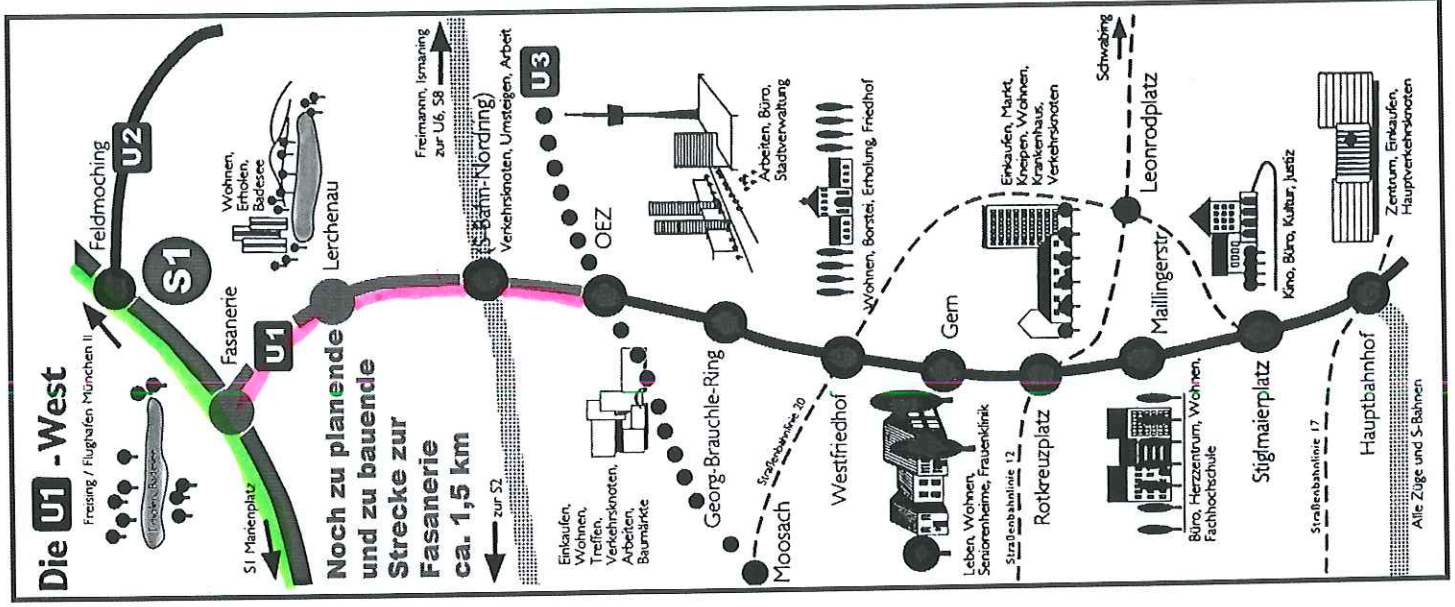 Die U1 - West
Freising / Flughafen München II
Erholen, Badesee
S1 Marienplatz
Feldmoching
U2
S1
Fasanerie
U1
Wohnen,
Erholen,
Badesee
Lerchenau
Noch zu planende
und zu bauende
Strecke zur
Fasanerie
ca. 1,5 km
zur S2
Freimann, Ismaning
zur U6, S8
(S-Bahn-Nordring)
Verkehrsknoten, Umsteigen, Arbeit
U3
OEZ
Einkaufen,
Wohnen,
Treffen,
Verkehrsknoten,
Arbeiten,
Baumärkte
Arbeiten, Büro,
Stadtverwaltung
Georg-Brauchle-Ring
Moosach
Straßenbahnlinie 20
Westfriedhof
Wohnen, Borstei, Erholung, Friedhof
Gern
Leben, Wohnen,
Seniorenheime, Frauenklinik
Straßenbahnlinie 12
Rotkreuzplatz
Einkaufen, Markt,
Kneipen, Wohnen,
Krankenhaus,
Verkehrsknoten
Schwabing
Leonrodplatz
Maillingerstr.
Büro, Herzzentrum, Wohnen,
Fachhochschule
Stiglmaierplatz
Kino, Büro, Kultur, Justiz
Straßenbahnlinie 17
Hauptbahnhof
Zentrum, Einkaufen,
Hauptverkehrsknoten
Alle Züge und S-Bahnen